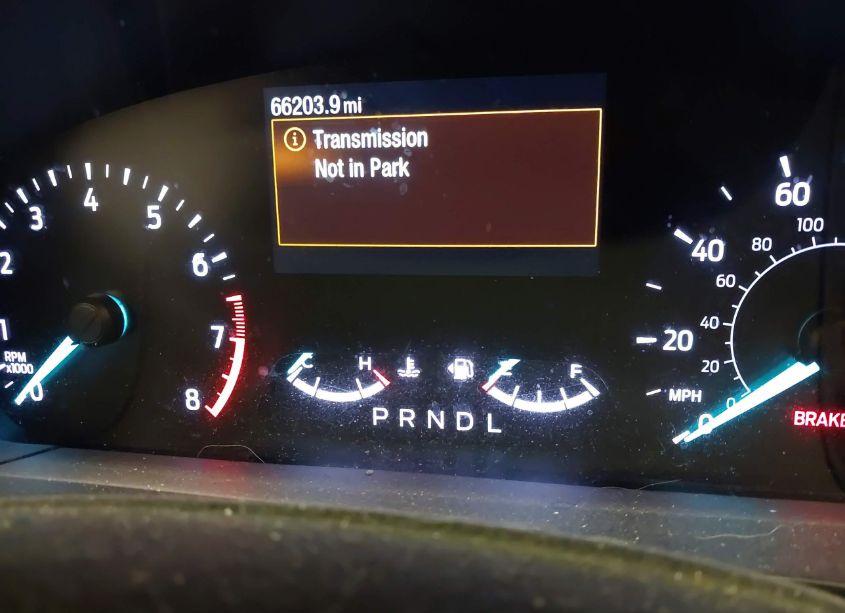 66203.9 mi
Transmission
Not in Park
1 2 3 4 5 6 7 8
RPM
x1000
0
C H
E F
P R N D L
0 20 40 60
MPH
0 20 40 60 80 100
BRAKE